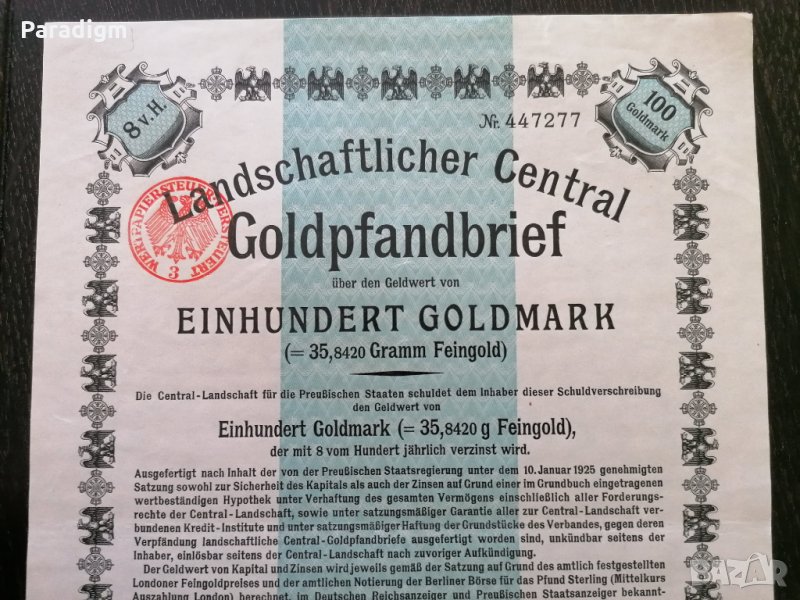 Paradigm
8 v. H.
100
Goldmark
Nr. 447277
Landschaftlicher Central
WERTPAPIERSTEUER VERSTEUERT
3
Goldpfandbrief
über den Geldwert von
EINHUNDERT GOLDMARK
(= 35,8420 Gramm Feingold)
Die Central-Landschaft für die Preußischen Staaten schuldet dem Inhaber dieser Schuldverschreibung
den Geldwert von
Einhundert Goldmark (= 35,8420 g Feingold),
der mit 8 vom Hundert jährlich verzinst wird.
Ausgefertigt nach Inhalt der von der Preußischen Staatsregierung unter dem 10. Januar 1925 genehmigten
Satzung sowohl zur Sicherheit des Kapitals als auch der Zinsen auf Grund einer im Grundbuch eingetragenen
wertbeständigen Hypothek unter Verhaftung des gesamten Vermögens einschließlich aller Forderungs-
rechte der Central-Landschaft, sowie unter satzungsmäßiger Garantie aller zur Central-Landschaft ver-
bundenen Kredit-Institute und unter satzungsmäßiger Haftung der Grundstücke des Verbandes, gegen deren
Verpfändung landschaftliche Central-Goldpfandbriefe ausgefertigt worden sind, unkündbar seitens der
Inhaber, einlösbar seitens der Central-Landschaft nach zuvoriger Aufkündigung.
Der Geldwert von Kapital und Zinsen wird jeweils gemäß der Satzung auf Grund des amtlich festgestellten
Londoner Feingoldpreises und der amtlichen Notierung der Berliner Börse für das Pfund Sterling (Mittelkurs
Auszahlung London) berechnet, im Deutschen Reichsanzeiger und Preußischen Staatsanzeiger bekannt-
BAZAR